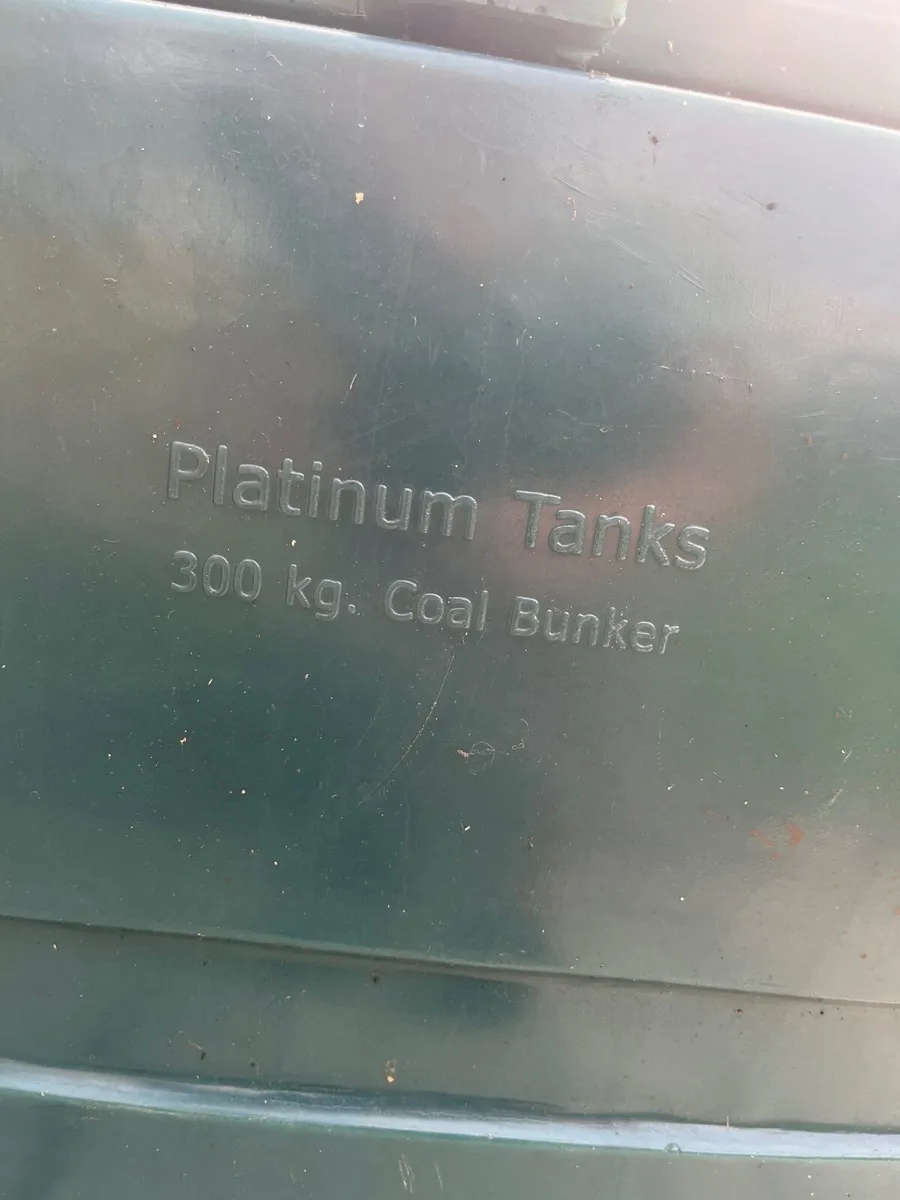 Platinum Tanks
300 kg. Coal Bunker